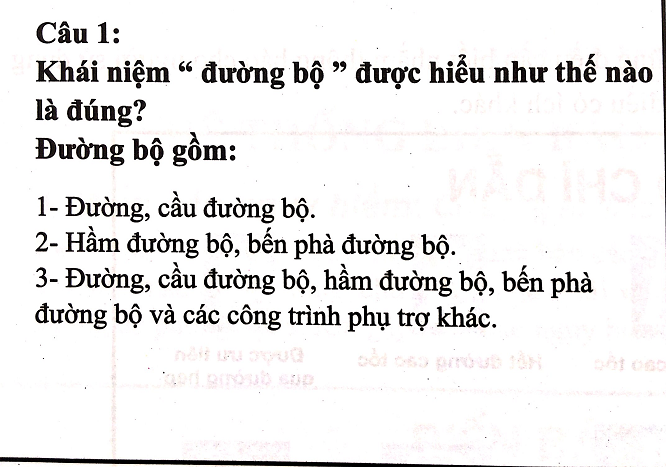 Câu 1:
Khái niệm “ đường bộ ” được hiểu như thế nào
là đúng?
Đường bộ gồm:
1- Đường, cầu đường bộ.
2- Hầm đường bộ, bến phà đường bộ.
3- Đường, cầu đường bộ, hầm đường bộ, bến phà
đường bộ và các công trình phụ trợ khác.